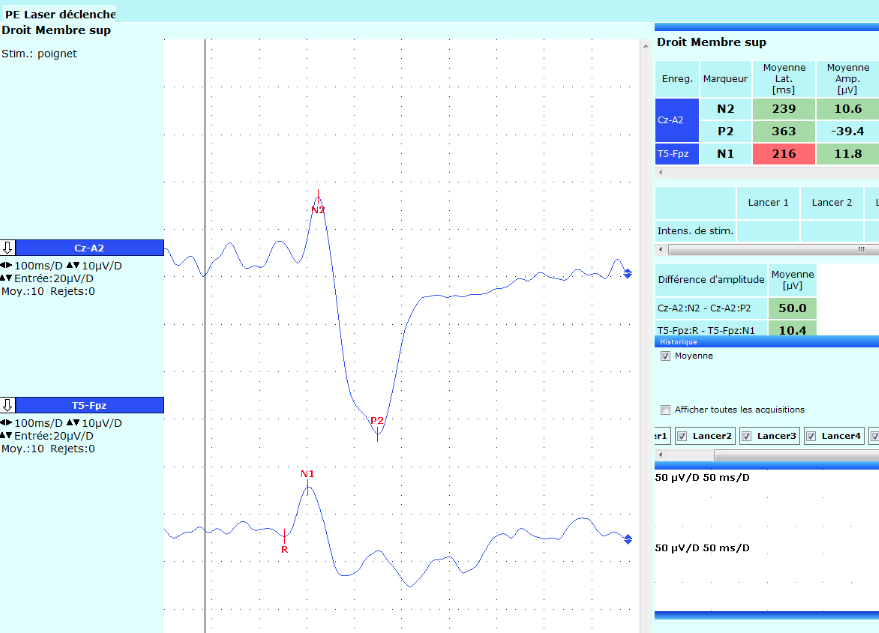 PE Laser déclenche
Droit Membre sup
Stim.: poignet
Cz-A2
100ms/D 10µV/D
Entrée:20µV/D
Moy.:10 Rejets:0
T5-Fpz
100ms/D 10µV/D
Entrée:20µV/D
Moy.:10 Rejets:0
N2
P2
N1
R
Droit Membre sup
Enreg. Marqueur Moyenne Lat. [ms] Moyenne Amp. [µV]
Cz-A2 N2 239 10.6
P2 363 -39.4
T5-Fpz N1 216 11.8
Lancer 1 Lancer 2
Intens. de stim.
Différence d'amplitude Moyenne [µV]
Cz-A2:N2 - Cz-A2:P2 50.0
T5-Fpz:R - T5-Fpz:N1 10.4
Historique
Moyenne
Afficher toutes les acquisitions
er1 Lancer2 Lancer3 Lancer4
50 µV/D 50 ms/D
50 µV/D 50 ms/D